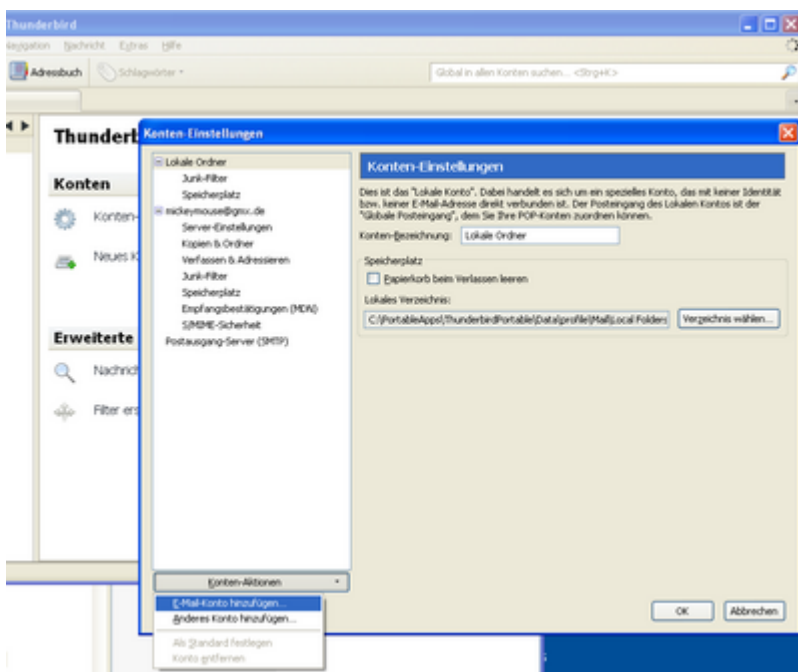 Thunderbird
Navigation Nachricht Extras Hilfe
Adressbuch Schlagwörter
Global in allen Konten suchen... <Strg+K>
Thunderb
Konten
Konten-
Neues K
Erweiterte
Nachrich
Filter ers
Konten-Einstellungen
Lokale Ordner
Junk-Filter
Speicherplatz
mickeymouse@gmx.de
Server-Einstellungen
Kopien & Ordner
Verfassen & Adressieren
Junk-Filter
Speicherplatz
Empfangsbestätigungen (MDN)
S/MIME-Sicherheit
Postausgang-Server (SMTP)
Konten-Aktionen
E-Mail-Konto hinzufügen...
Anderes Konto hinzufügen...
Als Standard festlegen
Konto entfernen
Konten-Einstellungen
Dies ist das "Lokale Konto". Dabei handelt es sich um ein spezielles Konto, das mit keiner Identität
bzw. keiner E-Mail-Adresse direkt verbunden ist. Der Posteingang des Lokalen Kontos ist der
"Globale Posteingang", dem Sie Ihre POP-Konten zuordnen können.
Konten-Bezeichnung: Lokale Ordner
Speicherplatz
Papierkorb beim Verlassen leeren
Lokales Verzeichnis:
C:\PortableApps\ThunderbirdPortable\Data\profile\Mail\Local Folders Verzeichnis wählen...
OK Abbrechen